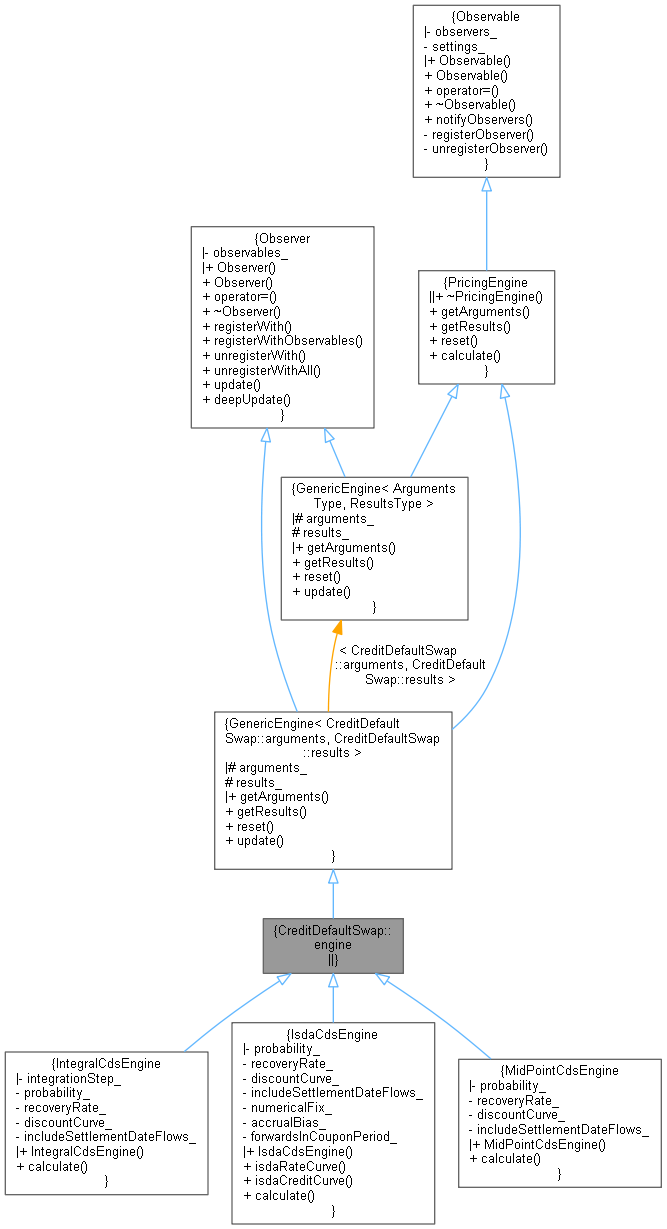 {Observable
|- observers_
- settings_
|+ Observable()
+ Observable()
+ operator=()
+ ~Observable()
+ notifyObservers()
- registerObserver()
- unregisterObserver()
}
{Observer
|- observables_
|+ Observer()
+ Observer()
+ operator=()
+ ~Observer()
+ registerWith()
+ registerWithObservables()
+ unregisterWith()
+ unregisterWithAll()
+ update()
+ deepUpdate()
}
{PricingEngine
||+ ~PricingEngine()
+ getArguments()
+ getResults()
+ reset()
+ calculate()
}
{GenericEngine< Arguments
Type, ResultsType >
|# arguments_
# results_
|+ getArguments()
+ getResults()
+ reset()
+ update()
}
< CreditDefaultSwap
::arguments, CreditDefault
Swap::results >
{GenericEngine< CreditDefault
Swap::arguments, CreditDefaultSwap
::results >
|# arguments_
# results_
|+ getArguments()
+ getResults()
+ reset()
+ update()
}
{CreditDefaultSwap::
engine
||}
{IntegralCdsEngine
|- integrationStep_
- probability_
- recoveryRate_
- discountCurve_
- includeSettlementDateFlows_
|+ IntegralCdsEngine()
+ calculate()
}
{IsdaCdsEngine
|- probability_
- recoveryRate_
- discountCurve_
- includeSettlementDateFlows_
- numericalFix_
- accrualBias_
- forwardsInCouponPeriod_
|+ IsdaCdsEngine()
+ isdaRateCurve()
+ isdaCreditCurve()
+ calculate()
}
{MidPointCdsEngine
|- probability_
- recoveryRate_
- discountCurve_
- includeSettlementDateFlows_
|+ MidPointCdsEngine()
+ calculate()
}